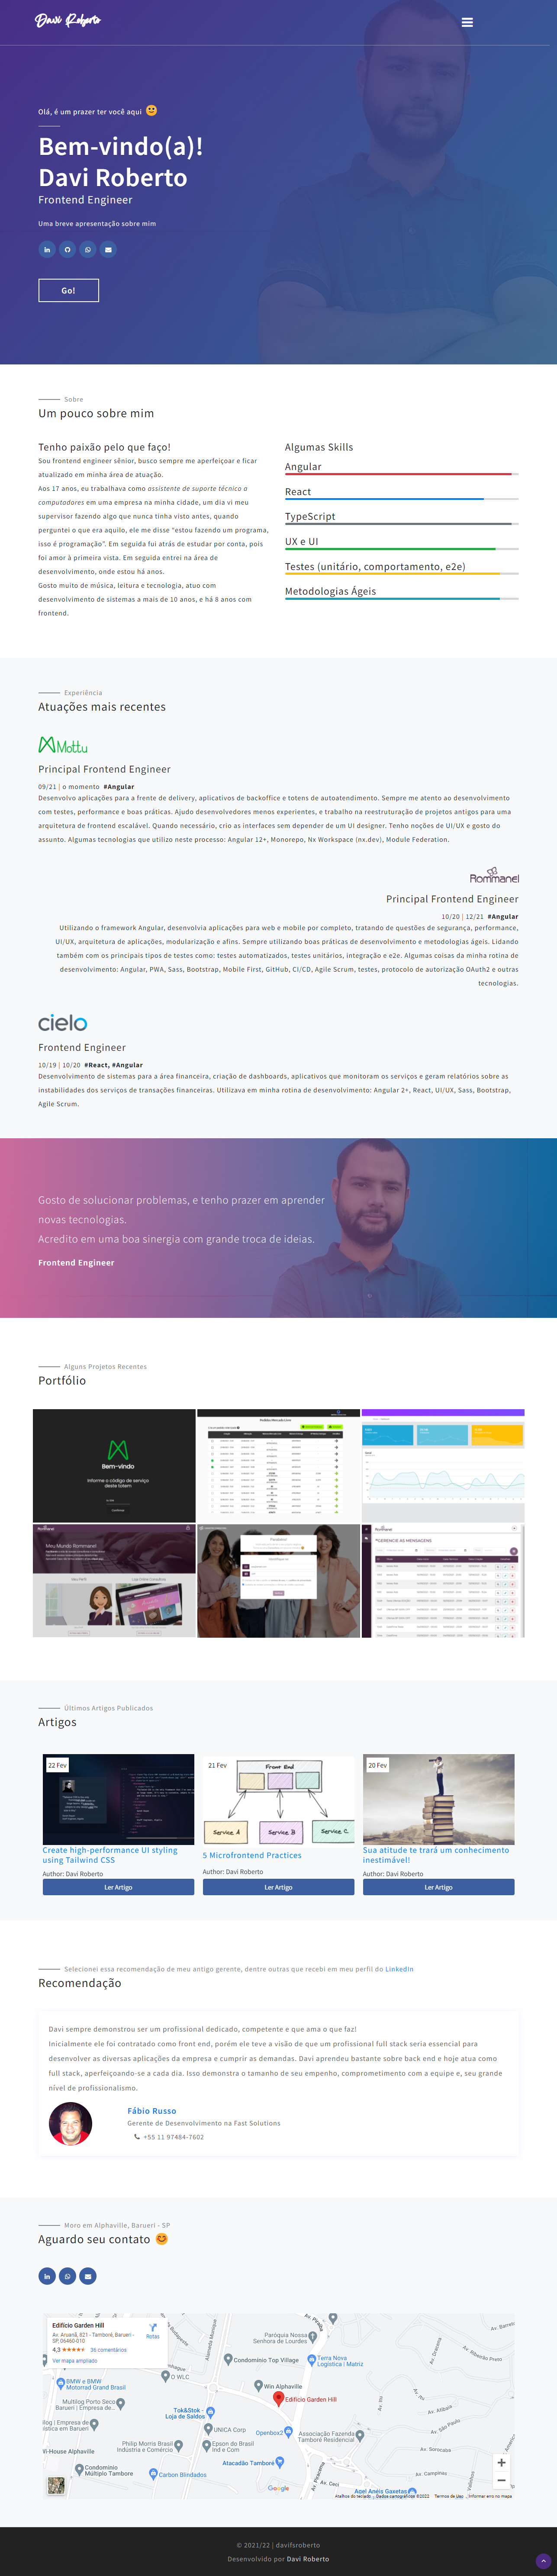 Davi Roberto
Olá, é um prazer ter você aqui
Bem-vindo(a)!
Davi Roberto
Frontend Engineer
Uma breve apresentação sobre mim
Go!
Sobre
Um pouco sobre mim
Tenho paixão pelo que faço!
Sou frontend engineer sênior, busco sempre me aperfeiçoar e ficar
atualizado em minha área de atuação.
Aos 17 anos, eu trabalhava como assistente de suporte técnico a
computadores em uma empresa na minha cidade, um dia vi meu
supervisor fazendo algo que nunca tinha visto antes, quando
perguntei o que era aquilo, ele me disse "estou fazendo um programa,
isso é programação". Em seguida fui atrás de estudar por conta, pois
foi amor à primeira vista. Em seguida entrei na área de
desenvolvimento, onde estou há anos.
Gosto muito de música, leitura e tecnologia, atuo com
desenvolvimento de sistemas a mais de 10 anos, e há 8 anos com
frontend.
Algumas Skills
Angular
React
TypeScript
UX e UI
Testes (unitário, comportamento, e2e)
Metodologias Ágeis
Experiência
Atuações mais recentes
Mottu
Principal Frontend Engineer
09/21 | o momento #Angular
Desenvolvo aplicações para a frente de delivery, aplicativos de backoffice e totens de autoatendimento. Sempre me atento ao desenvolvimento
com testes, performance e boas práticas. Ajudo desenvolvedores menos experientes, e trabalho na reestruturação de projetos antigos para uma
arquitetura de frontend escalável. Quando necessário, crio as interfaces sem depender de um UI designer. Tenho noções de UI/UX e gosto do
assunto. Algumas tecnologias que utilizo neste processo: Angular 12+, Monorepo, Nx Workspace (nx.dev), Module Federation.
Rommanel
Principal Frontend Engineer
10/20 | 12/21 #Angular
Utilizando o framework Angular, desenvolvia aplicações para web e mobile por completo, tratando de questões de segurança, performance,
UI/UX, arquitetura de aplicações, modularização e afins. Sempre utilizando boas práticas de desenvolvimento e metodologias ágeis. Lidando
também com os principais tipos de testes como: testes automatizados, testes unitários, integração e e2e. Algumas coisas da minha rotina de
desenvolvimento: Angular, PWA, Sass, Bootstrap, Mobile First, GitHub, CI/CD, Agile Scrum, testes, protocolo de autorização OAuth2 e outras
tecnologias.
cielo
Frontend Engineer
10/19 | 10/20 #React, #Angular
Desenvolvimento de sistemas para a área financeira, criação de dashboards, aplicativos que monitoram os serviços e geram relatórios sobre as
instabilidades dos serviços de transações financeiras. Utilizava em minha rotina de desenvolvimento: Angular 2+, React, UI/UX, Sass, Bootstrap,
Agile Scrum.
Gosto de solucionar problemas, e tenho prazer em aprender
novas tecnologias.
Acredito em uma boa sinergia com grande troca de ideias.
Frontend Engineer
Alguns Projetos Recentes
Portfólio
Bem-vindo
Informe o código de serviço
deste totem
Meu Mundo Rommanel
GERENCIE AS MENSAGENS
Últimos Artigos Publicados
Artigos
22 Fev
Create high-performance UI styling
using Tailwind CSS
Author: Davi Roberto
Ler Artigo
21 Fev
Front End
Service A
Service B
Service C
5 Microfrontend Practices
Author: Davi Roberto
Ler Artigo
20 Fev
Sua atitude te trará um conhecimento
inestimável!
Author: Davi Roberto
Ler Artigo
Selecionei essa recomendação de meu antigo gerente, dentre outras que recebi em meu perfil do LinkedIn
Recomendação
Davi sempre demonstrou ser um profissional dedicado, competente e que ama o que faz!
Inicialmente ele foi contratado como front end, porém ele teve a visão de que um profissional full stack seria essencial para
desenvolver as diversas aplicações da empresa e cumprir as demandas. Davi aprendeu bastante sobre back end e hoje atua como
full stack, aperfeiçoando-se a cada dia. Isso demonstra o tamanho de seu empenho, comprometimento com a equipe e, seu grande
nível de profissionalismo.
Fábio Russo
Gerente de Desenvolvimento na Fast Solutions
+55 11 97484-7602
Moro em Alphaville, Barueri - SP
Aguardo seu contato
Edifício Garden Hill
Av. Aruanã, 821 - Tamboré, Barueri -
SP, 06460-010
4,3
36 comentários
Ver mapa ampliado
Rotas
Paróquia Nossa
Senhora de Lourdes
Condomínio Top Village
Terra Nova
Logística | Matriz
O WLC
BMW e BMW
Motorrad Grand Brasil
Win Alphaville
Edifício Garden Hill
Multilog Porto Seco
Barueri | Empresa de...
Tok&Stok -
Loja de Saldos
UNICA Corp
Openbox2
Associação Fazenda
Tamboré Residencial
Philip Morris Brasil
Indústria e Comércio
Epson do Brasil
Ind e Com
Atacadão Tamboré
Vi-House Alphaville
Condomínio
Múltiplo Tambore
Carbon Blindados
Google
Av. Ceci
Av. Piracema
Av. Dracena
Av. Atibaia
Av. São Paulo
Av. Sorocaba
Av. Campinas
Angel Anéis Gaxetas
Atalhos do teclado
Dados cartográficos ©2022
Termos de Uso
Informar erro no mapa
© 2021/22 | davifsroberto
Desenvolvido por Davi Roberto